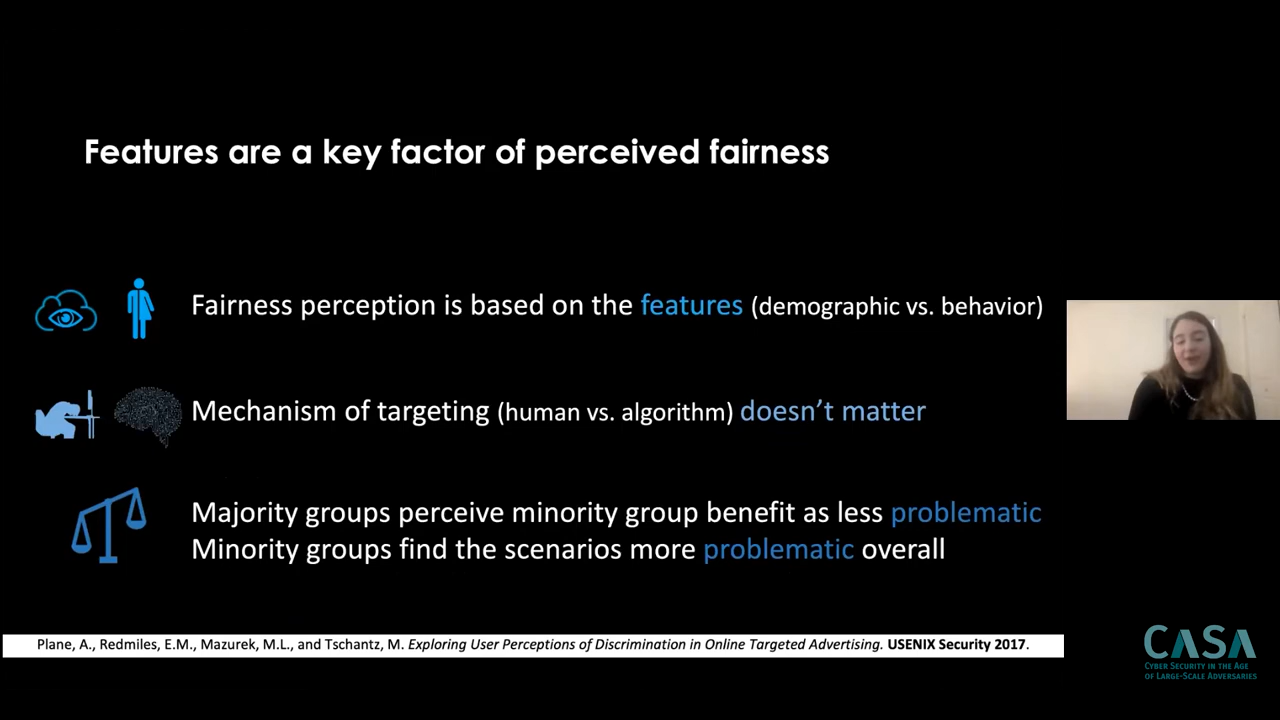 Features are a key factor of perceived fairness
Fairness perception is based on the features (demographic vs. behavior)
Mechanism of targeting (human vs. algorithm) doesn’t matter
Majority groups perceive minority group benefit as less problematic
Minority groups find the scenarios more problematic overall
Plane, A., Redmiles, E.M., Mazurek, M.L., and Tschantz, M. Exploring User Perceptions of Discrimination in Online Targeted Advertising. USENIX Security 2017.
CASA
CYBER SECURITY IN THE AGE
OF LARGE-SCALE ADVERSARIES